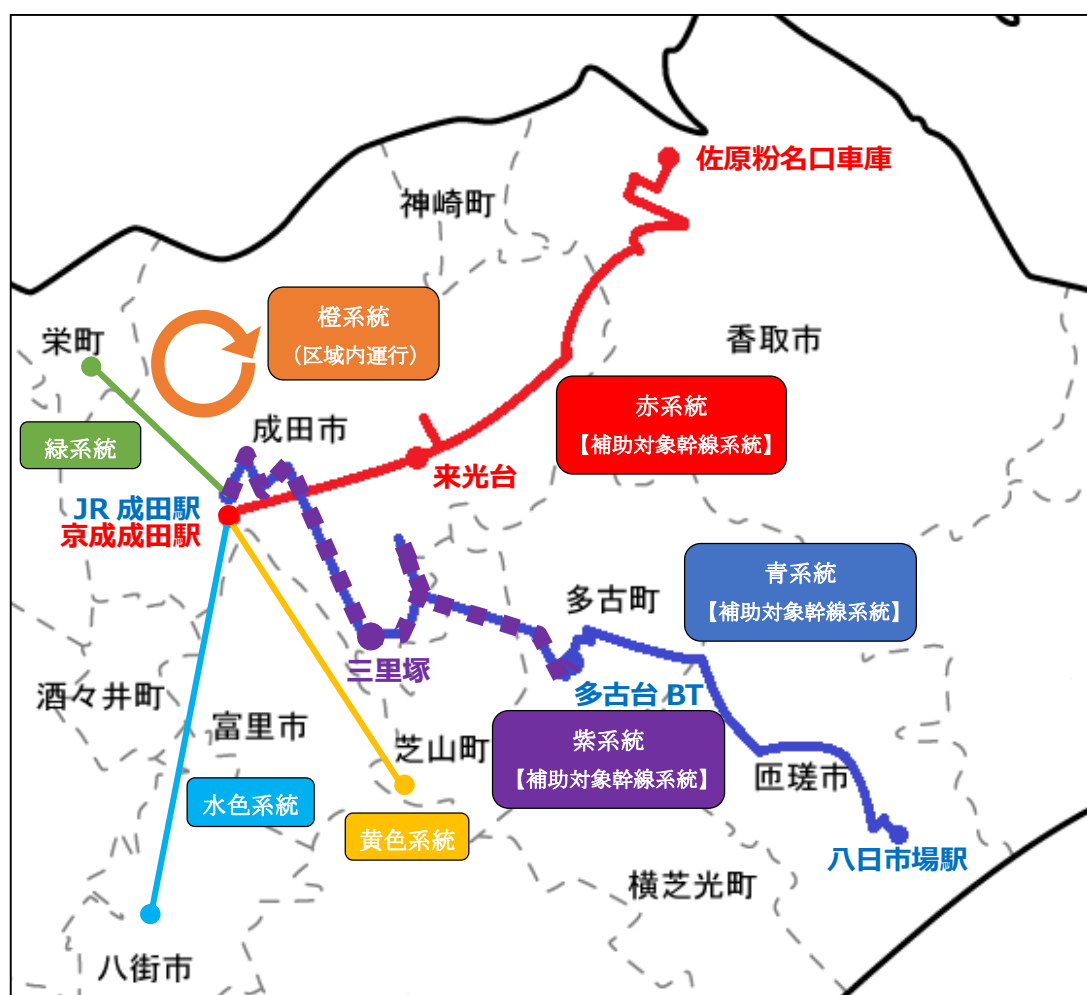 佐原粉名口車庫
神崎町
橙系統
（区域内運行）
栄町
香取市
赤系統
【補助対象幹線系統】
成田市
緑系統
来光台
JR 成田駅
京成成田駅
青系統
【補助対象幹線系統】
多古町
三里塚
多古台 BT
酒々井町
富里市
芝山町
紫系統
【補助対象幹線系統】
匝瑳市
水色系統
黄色系統
八日市場駅
横芝光町
八街市